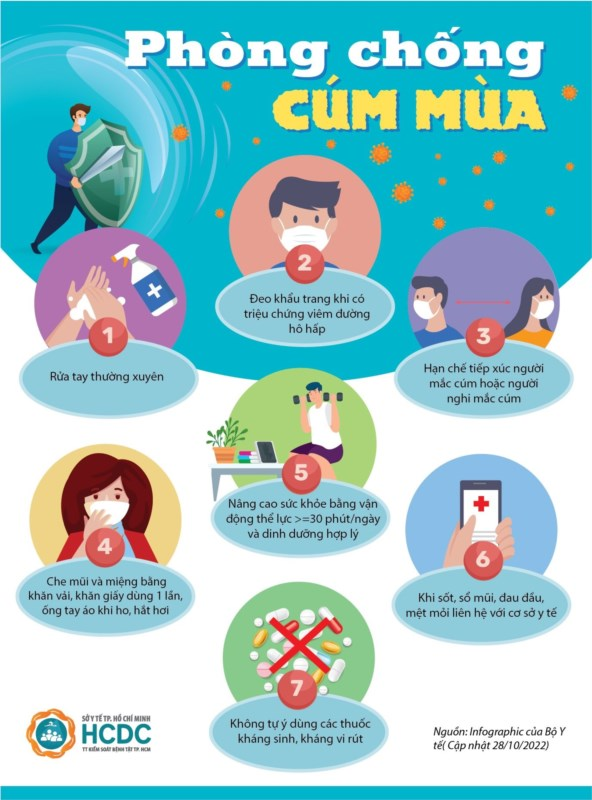 Phòng chống
CÚM MÙA
1
Rửa tay thường xuyên
2
Đeo khẩu trang khi có
triệu chứng viêm đường
hô hấp
3
Hạn chế tiếp xúc người
mắc cúm hoặc người
nghi mắc cúm
4
Che mũi và miệng bằng
khăn vải, khăn giấy dùng 1 lần,
ống tay áo khi ho, hắt hơi
5
Nâng cao sức khỏe bằng vận
động thể lực >=30 phút/ngày
và dinh dưỡng hợp lý
6
Khi sốt, sổ mũi, đau đầu,
mệt mỏi liên hệ với cơ sở y tế
7
Không tự ý dùng các thuốc
kháng sinh, kháng vi rút
SỞ Y TẾ TP. HỒ CHÍ MINH
HCDC
TT KIỂM SOÁT BỆNH TẬT TP. HCM
Nguồn: Infographic của Bộ Y
tế( Cập nhật 28/10/2022)